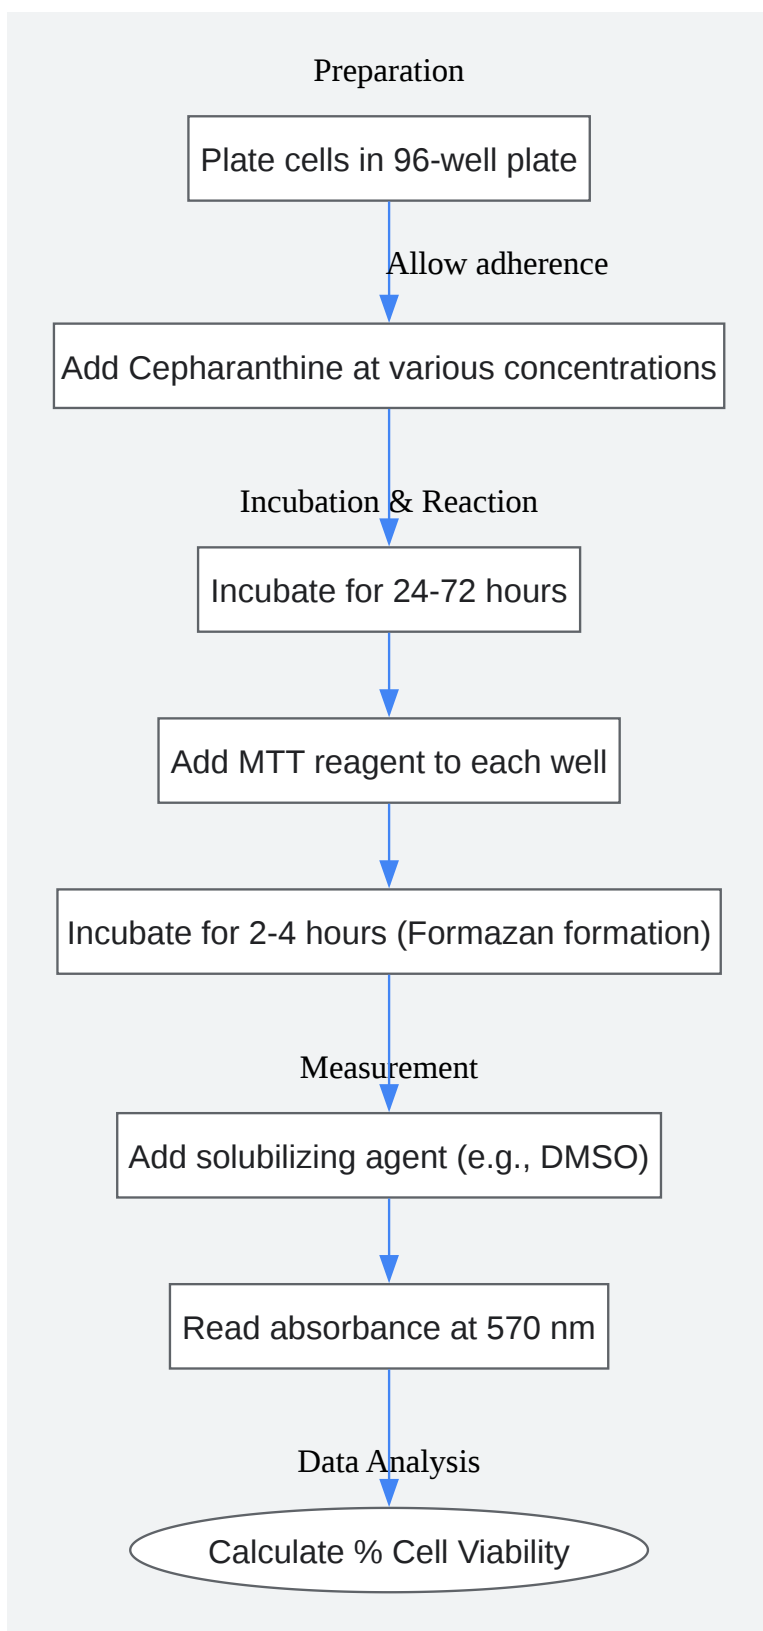 Preparation
Plate cells in 96-well plate
Allow adherence
Add Cepharanthine at various concentrations
Incubation & Reaction
Incubate for 24-72 hours
Add MTT reagent to each well
Incubate for 2-4 hours (Formazan formation)
Measurement
Add solubilizing agent (e.g., DMSO)
Read absorbance at 570 nm
Data Analysis
Calculate % Cell Viability